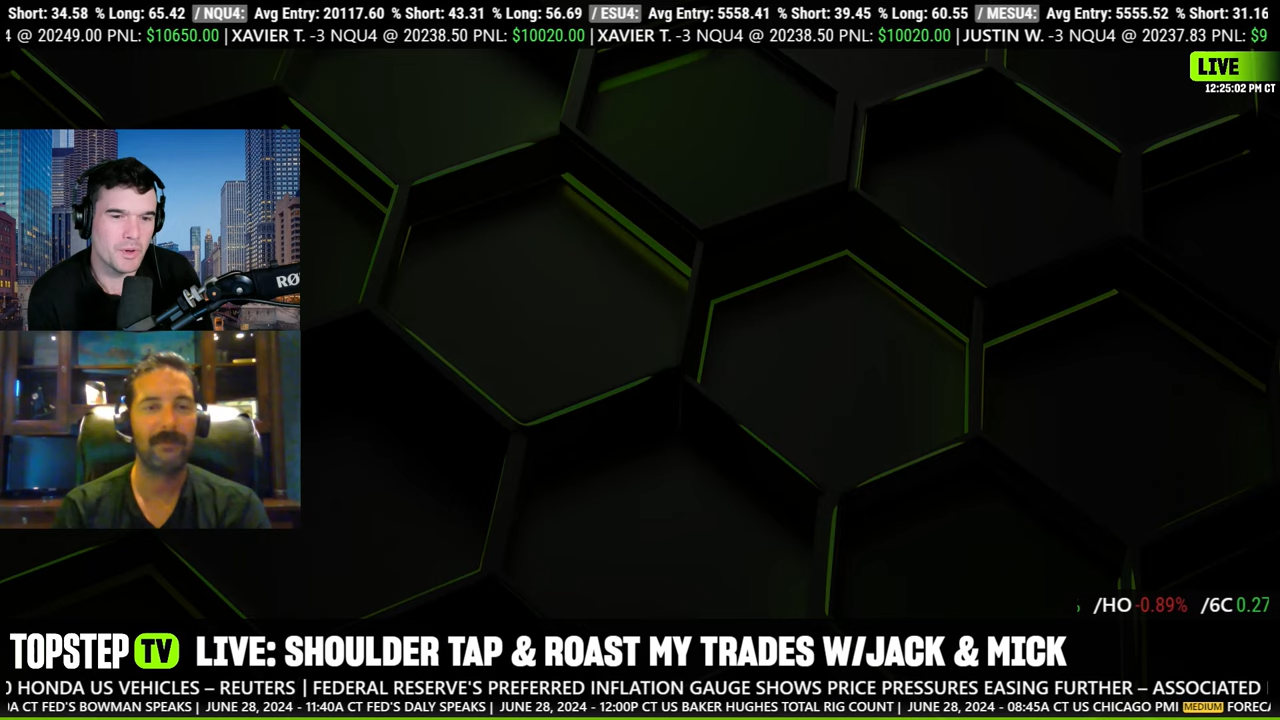 Short: 34.58 % Long: 65.42 / NQU4: Avg Entry: 20117.60 % Short: 43.31 % Long: 56.69 / ESU4: Avg Entry: 5558.41 % Short: 39.45 % Long: 60.55 / MESU4: Avg Entry: 5555.52 % Short: 31.16
4 @ 20249.00 PNL: $10650.00 | XAVIER T. -3 NQU4 @ 20238.50 PNL: $10020.00 | XAVIER T. -3 NQU4 @ 20238.50 PNL: $10020.00 | JUSTIN W. -3 NQU4 @ 20237.83 PNL: $9
LIVE
12:25:02 PM CT
RØ
/HO -0.89% /6C 0.27
TOPSTEP TV LIVE: SHOULDER TAP & ROAST MY TRADES W/JACK & MICK
HONDA US VEHICLES – REUTERS | FEDERAL RESERVE'S PREFERRED INFLATION GAUGE SHOWS PRICE PRESSURES EASING FURTHER – ASSOCIATED
A CT FED'S BOWMAN SPEAKS | JUNE 28, 2024 - 11:40A CT FED'S DALY SPEAKS | JUNE 28, 2024 - 12:00P CT US BAKER HUGHES TOTAL RIG COUNT | JUNE 28, 2024 - 08:45A CT US CHICAGO PMI MEDIUM FORECA